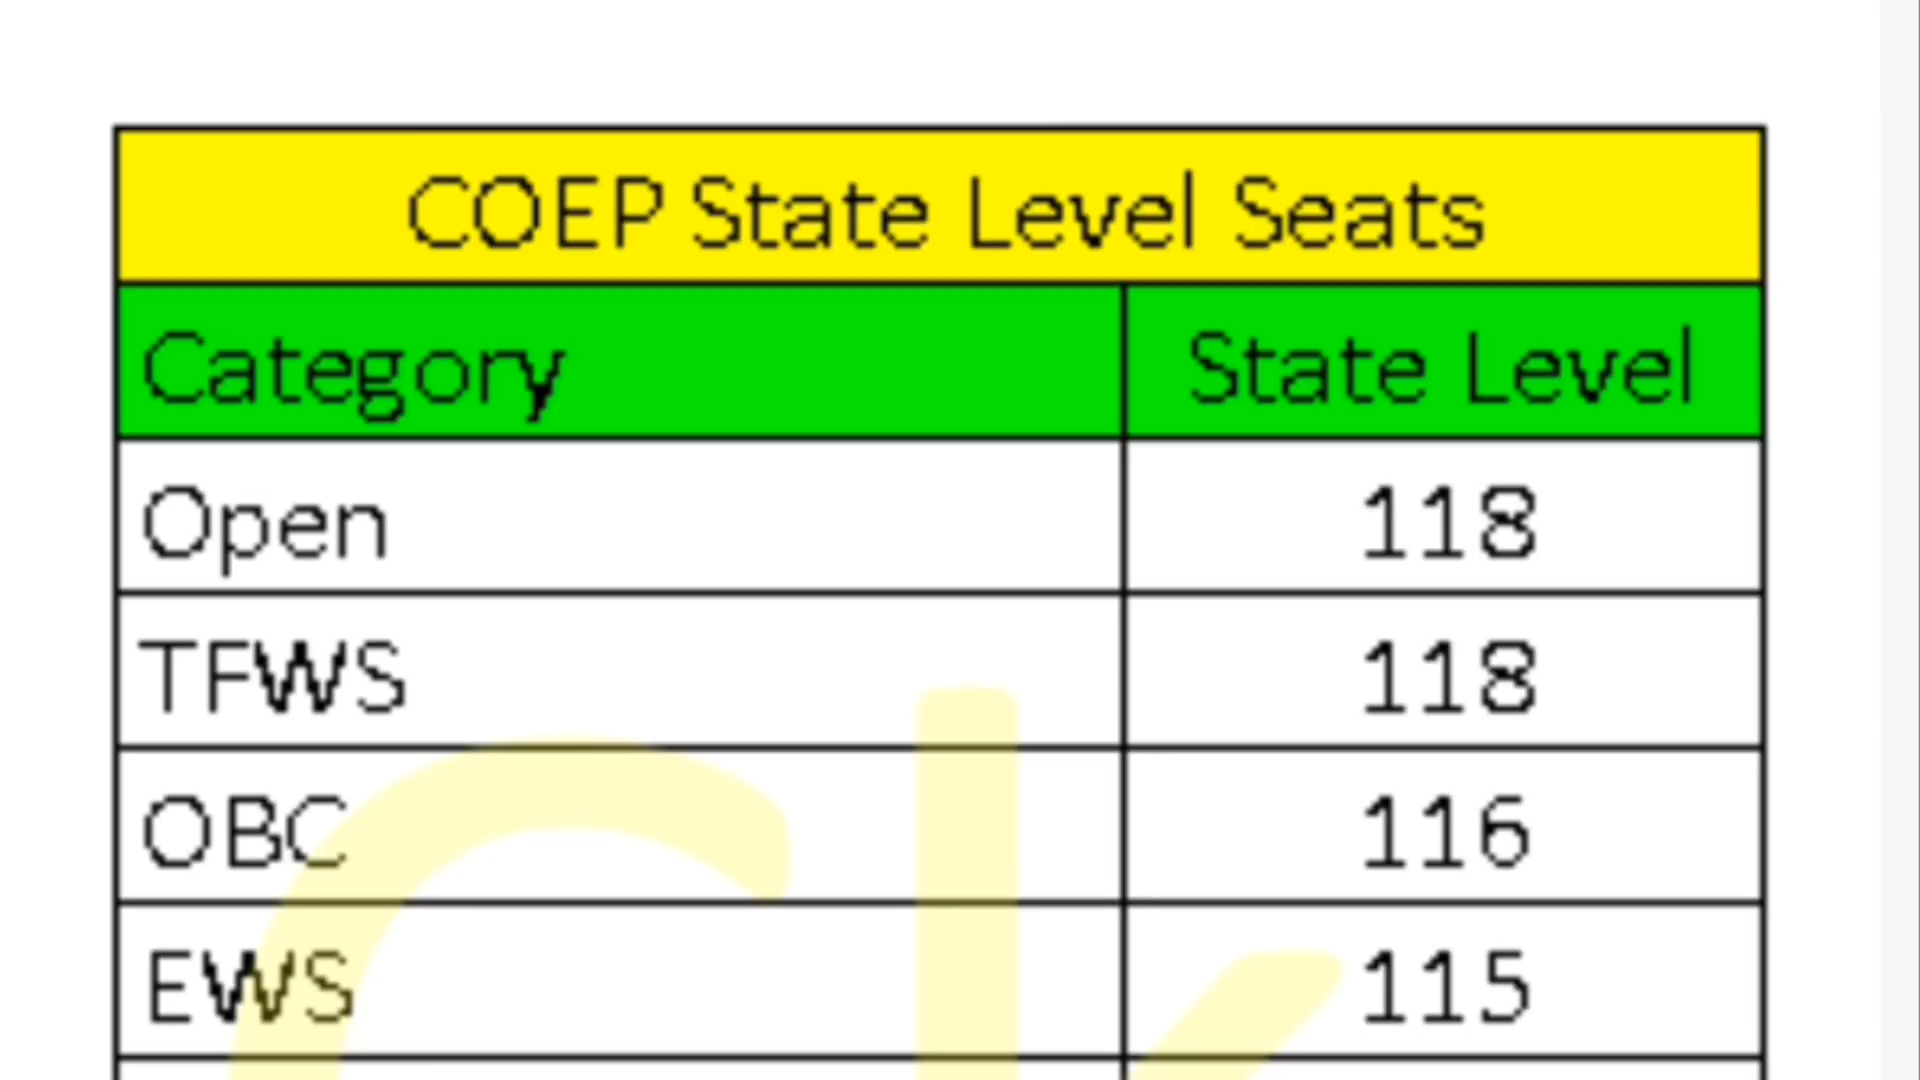 COEP State Level Seats
Category State Level
Open 118
TFWS 118
OBC 116
EWS 115